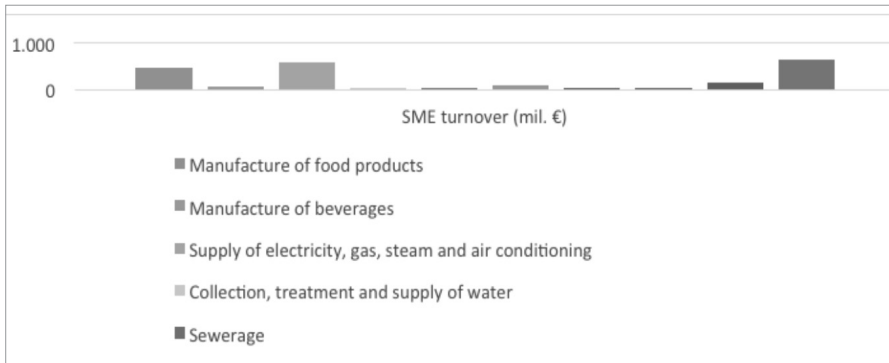 1.000
0
SME turnover (mil. €)
Manufacture of food products
Manufacture of beverages
Supply of electricity, gas, steam and air conditioning
Collection, treatment and supply of water
Sewerage